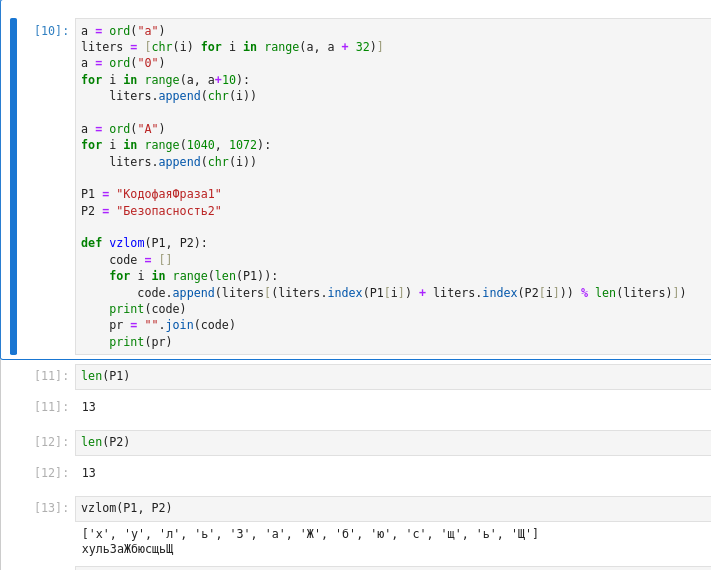 [10]: a = ord("а")
liters = [chr(i) for i in range(a, a + 32)]
a = ord("0")
for i in range(a, a+10):
    liters.append(chr(i))
a = ord("А")
for i in range(1040, 1072):
    liters.append(chr(i))
P1 = "КодофаяФраза1"
P2 = "Безопасность2"
def vzlom(P1, P2):
    code = []
    for i in range(len(P1)):
        code.append(liters[(liters.index(P1[i]) + liters.index(P2[i])) % len(liters)])
    print(code)
    pr = "".join(code)
    print(pr)
[11]: len(P1)
[11]: 13
[12]: len(P2)
[12]: 13
[13]: vzlom(P1, P2)
['х', 'у', 'л', 'ь', 'З', 'а', 'Ж', 'б', 'ю', 'с', 'щ', 'ь', 'Щ']
хульЗаЖбюсщьЩ